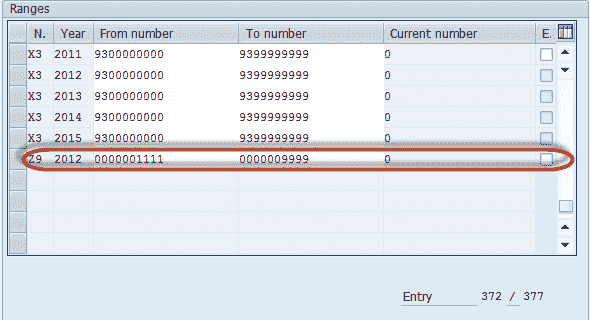 Ranges
N. Year From number To number Current number E.
X3 2011 9300000000 9399999999 0
X3 2012 9300000000 9399999999 0
X3 2013 9300000000 9399999999 0
X3 2014 9300000000 9399999999 0
X3 2015 9300000000 9399999999 0
Z9 2012 0000001111 0000009999 0
Entry 372 / 377